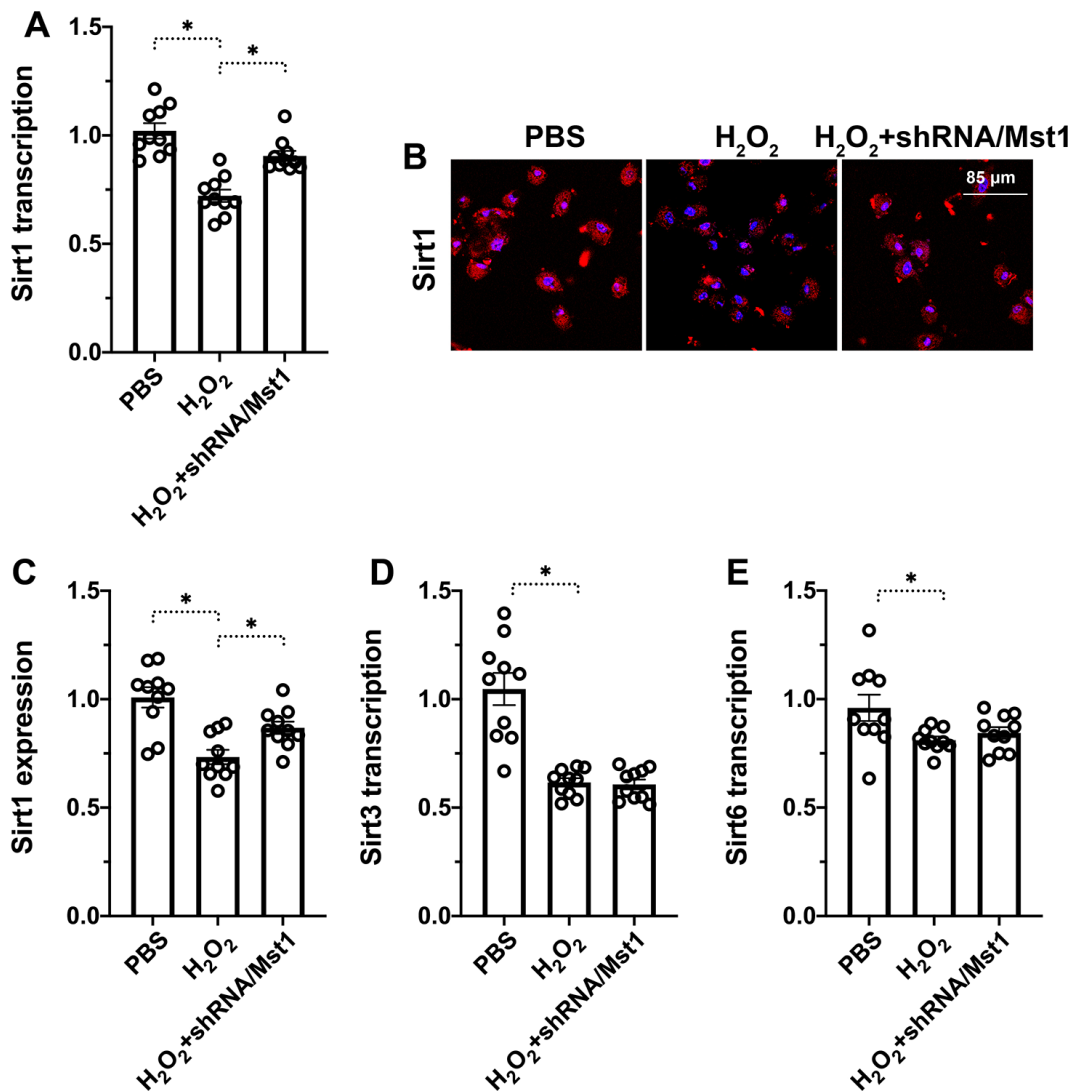 A
Sirt1 transcription
1.5
1.0
0.5
0.0
*
*
PBS
H₂O₂
H₂O₂+shRNA/Mst1
B
PBS
H₂O₂
H₂O₂+shRNA/Mst1
Sirt1
85 µm
C
Sirt1 expression
1.5
1.0
0.5
0.0
*
*
PBS
H₂O₂
H₂O₂+shRNA/Mst1
D
Sirt3 transcription
1.5
1.0
0.5
0.0
*
PBS
H₂O₂
H₂O₂+shRNA/Mst1
E
Sirt6 transcription
1.5
1.0
0.5
0.0
*
PBS
H₂O₂
H₂O₂+shRNA/Mst1